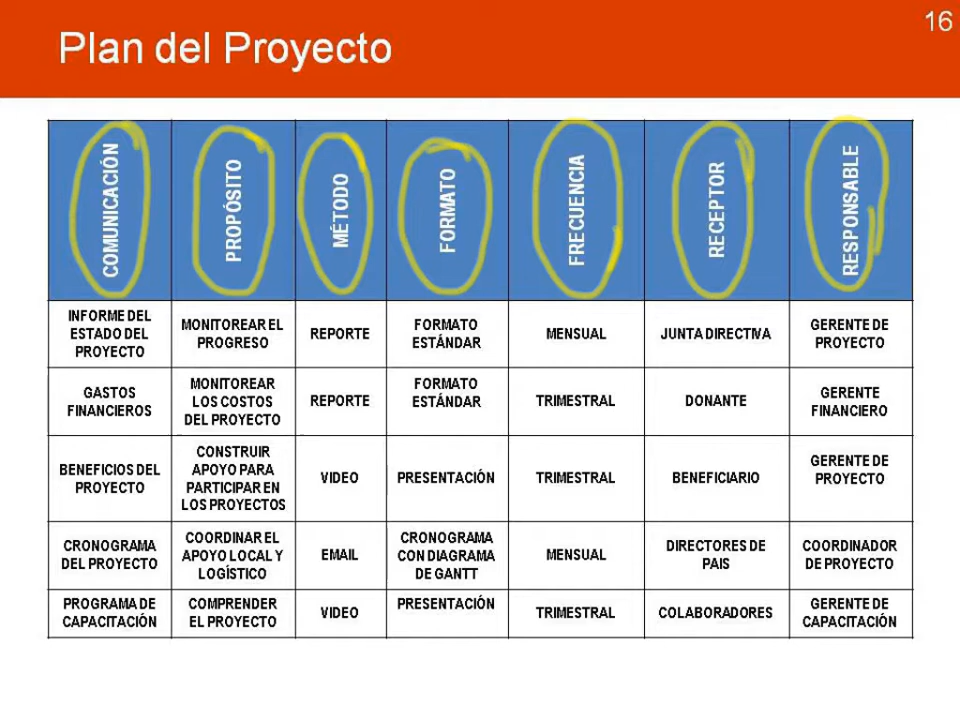 16
Plan del Proyecto
COMUNICACIÓN PROPÓSITO MÉTODO FORMATO FRECUENCIA RECEPTOR RESPONSABLE
INFORME DEL
ESTADO DEL
PROYECTO
MONITOREAR EL
PROGRESO
REPORTE
FORMATO
ESTÁNDAR
MENSUAL
JUNTA DIRECTIVA
GERENTE DE
PROYECTO
GASTOS
FINANCIEROS
MONITOREAR
LOS COSTOS
DEL PROYECTO
REPORTE
FORMATO
ESTÁNDAR
TRIMESTRAL
DONANTE
GERENTE
FINANCIERO
BENEFICIOS DEL
PROYECTO
CONSTRUIR
APOYO PARA
PARTICIPAR EN
LOS PROYECTOS
VIDEO
PRESENTACIÓN
TRIMESTRAL
BENEFICIARIO
GERENTE DE
PROYECTO
CRONOGRAMA
DEL PROYECTO
COORDINAR EL
APOYO LOCAL Y
LOGÍSTICO
EMAIL
CRONOGRAMA
CON DIAGRAMA
DE GANTT
MENSUAL
DIRECTORES DE
PAIS
COORDINADOR
DE PROYECTO
PROGRAMA DE
CAPACITACIÓN
COMPRENDER
EL PROYECTO
VIDEO
PRESENTACIÓN
TRIMESTRAL
COLABORADORES
GERENTE DE
CAPACITACIÓN